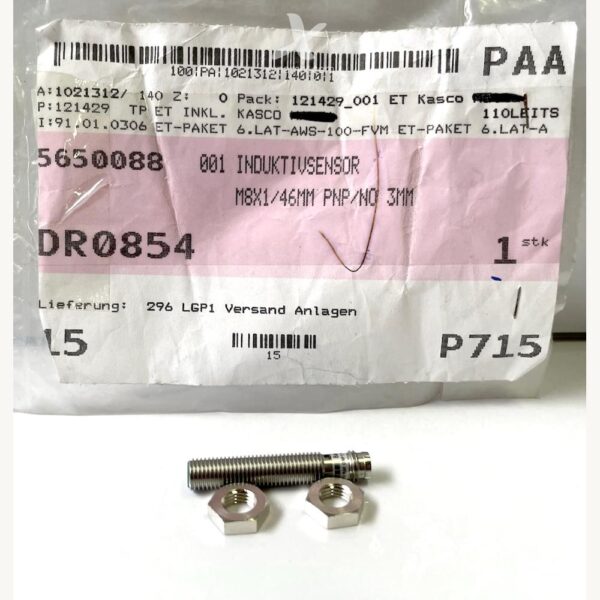 PAA
100|PA|1021312|140|0|1
A:1021312/ 140 Z: 0 Pack: 121429_001 ET Kasco
P:121429 TP ET INKL. KASCO 110LEITS
I:91.01.0306 ET-PAKET 6.LAT-AWS-100-FVM ET-PAKET 6.LAT-A
5650088 001 INDUKTIVSENSOR
M8X1/46MM PNP/NO 3MM
DR0854 1 stk
Lieferung: 296 LGP1 Versand Anlagen
15 15 P715